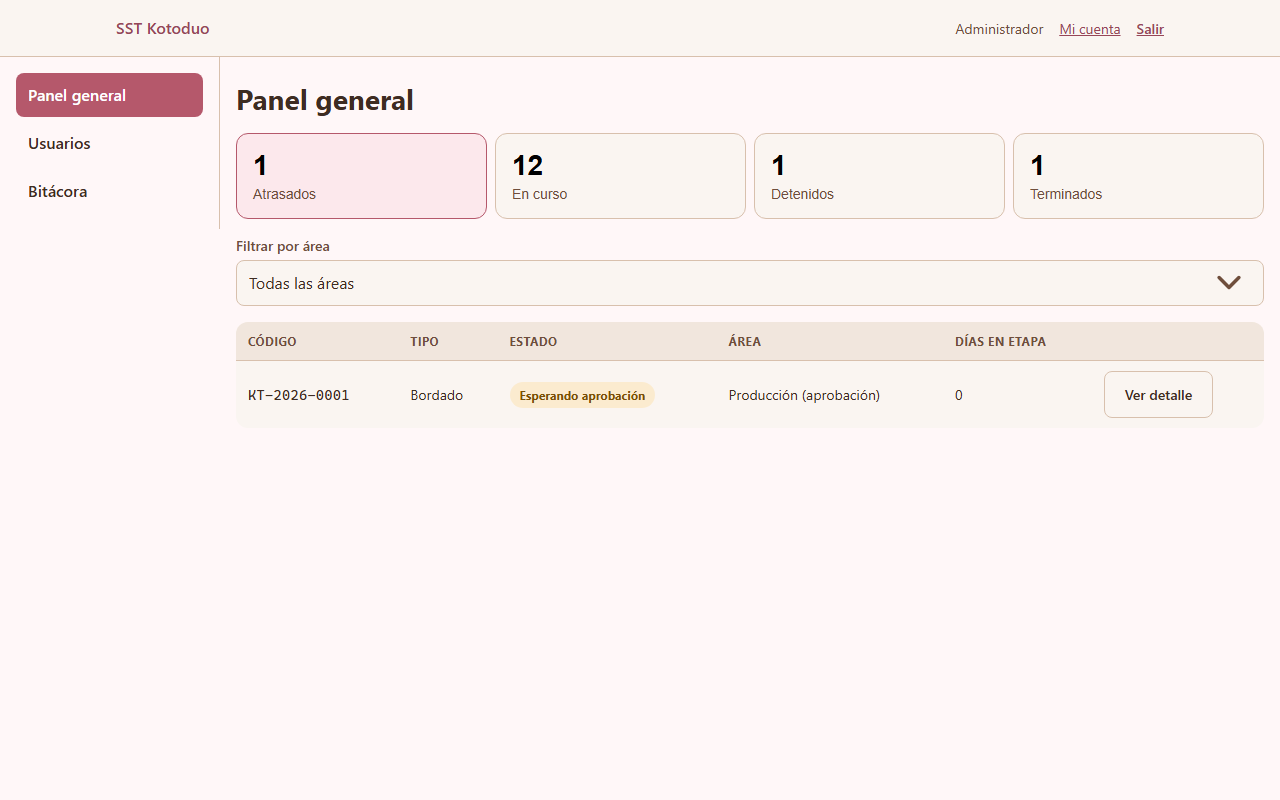 SST Kotoduo
Administrador Mi cuenta Salir
Panel general
Usuarios
Bitácora
Panel general
1
Atrasados
12
En curso
1
Detenidos
1
Terminados
Filtrar por área
Todas las áreas
CÓDIGO TIPO ESTADO ÁREA DÍAS EN ETAPA
KT-2026-0001 Bordado Esperando aprobación Producción (aprobación) 0 Ver detalle